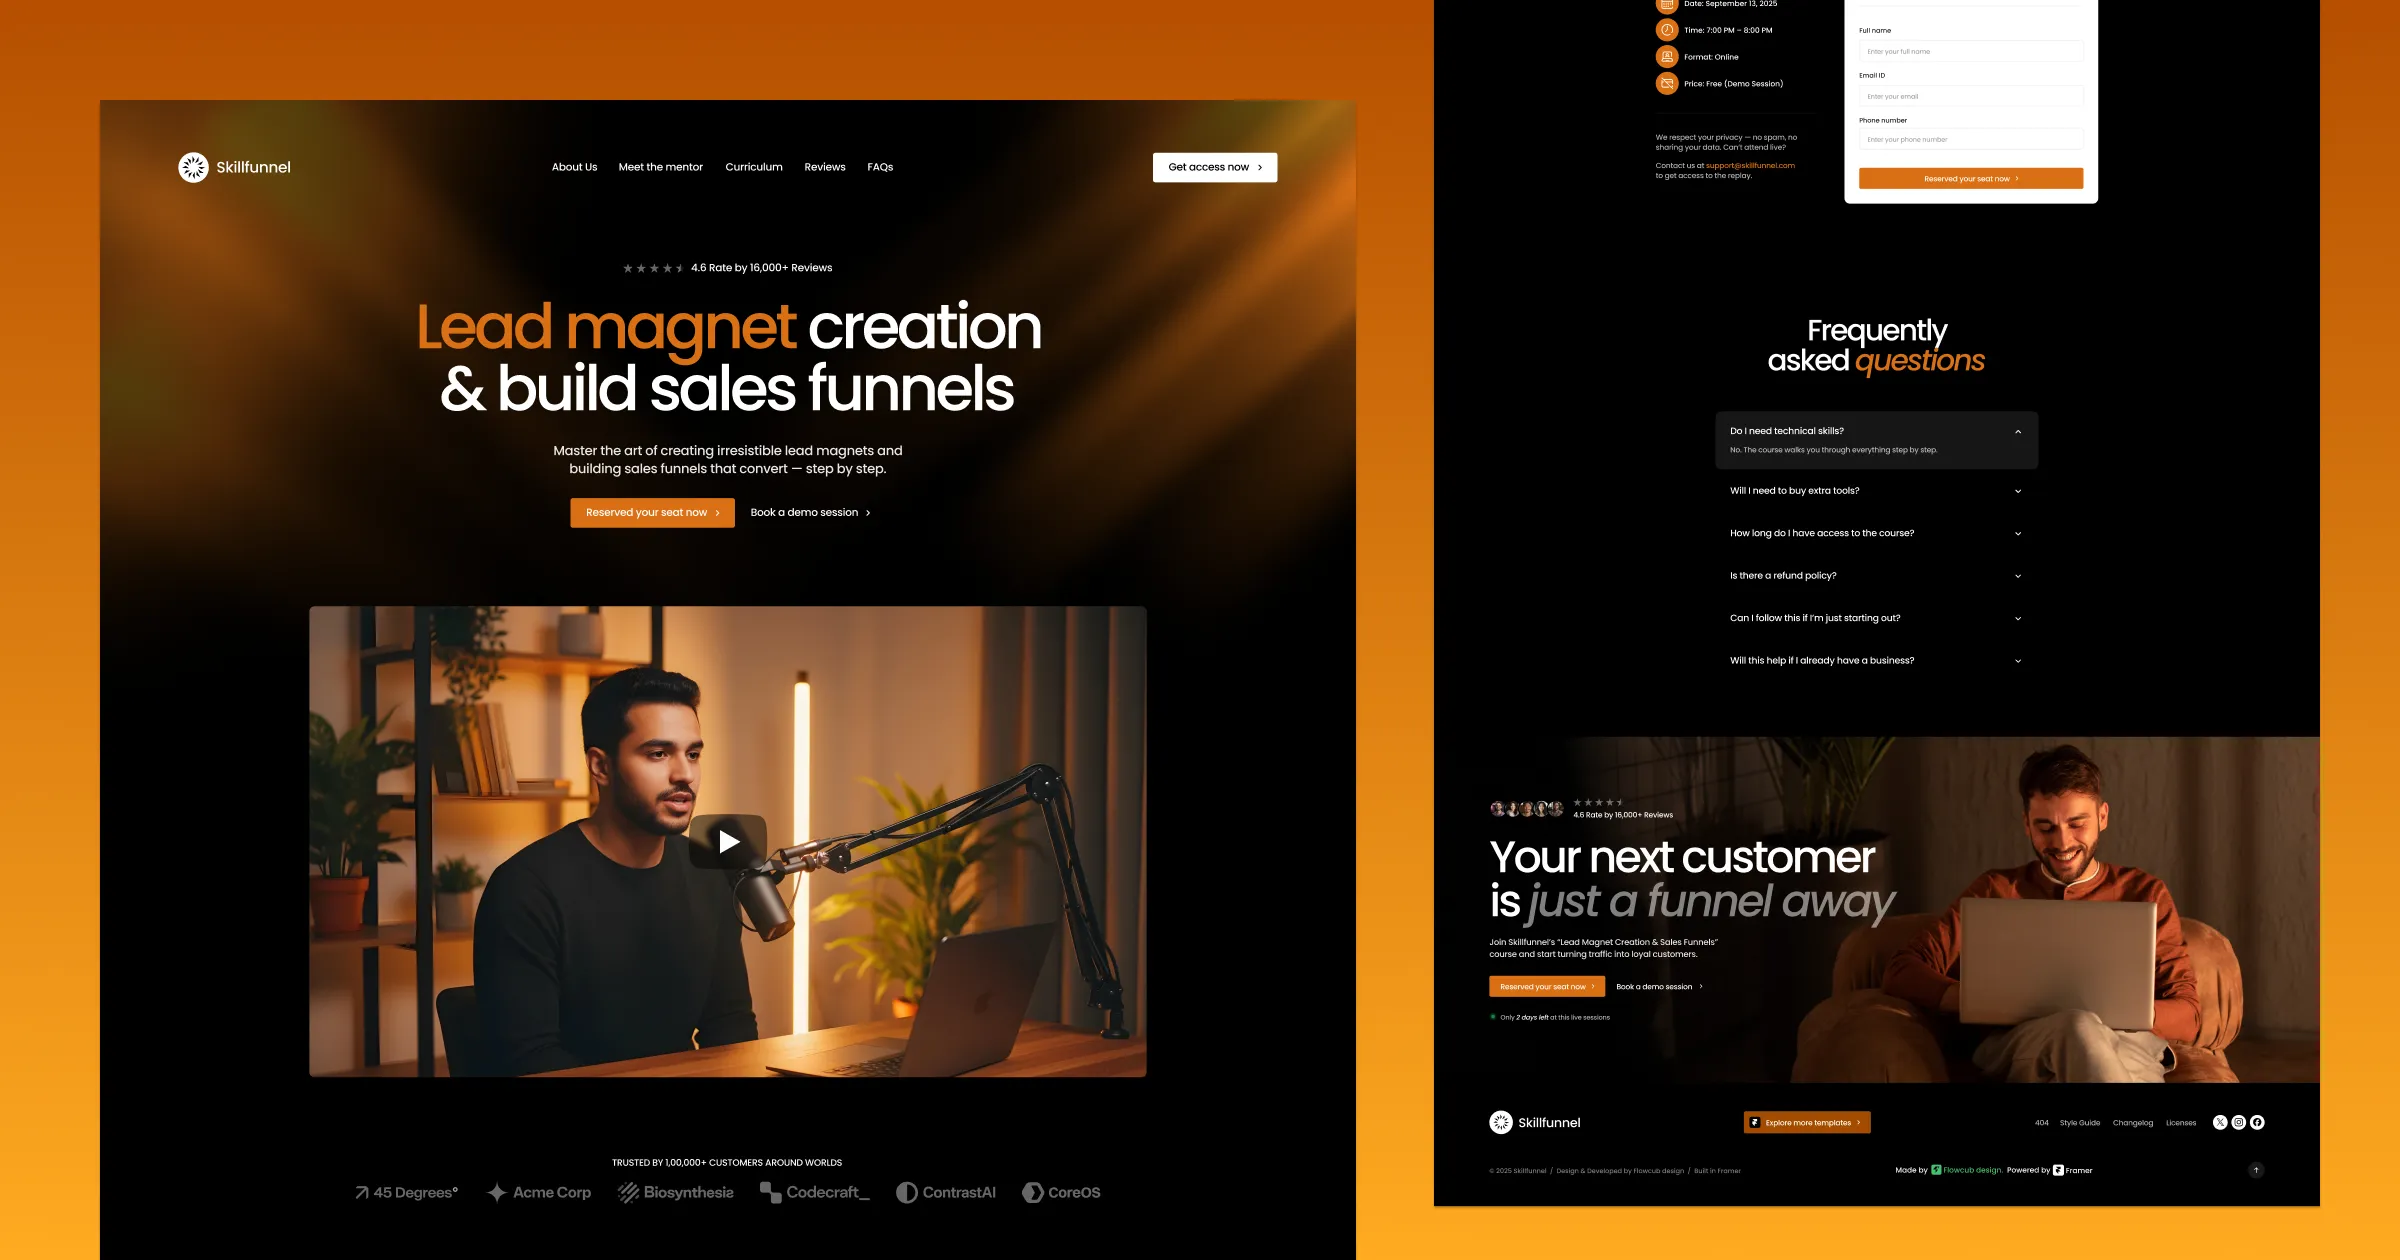 Skillfunnel
About Us
Meet the mentor
Curriculum
Reviews
FAQs
Get access now
4.6 Rate by 16,000+ Reviews
Lead magnet creation
& build sales funnels
Master the art of creating irresistible lead magnets and
building sales funnels that convert — step by step.
Reserved your seat now
Book a demo session
TRUSTED BY 1,00,000+ CUSTOMERS AROUND WORLDS
45 Degrees°
Acme Corp
Biosynthesis
Codecraft_
ContrastAI
CoreOS
Date: September 13, 2025
Time: 7:00 PM – 8:00 PM
Format: Online
Price: Free (Demo Session)
We respect your privacy — no spam, no
sharing your data. Can't attend live?
Contact us at support@skillfunnel.com
to get access to the replay.
Full name
Enter your full name
Email ID
Enter your email
Phone number
Enter your phone number
Reserved your seat now
Frequently
asked questions
Do I need technical skills?
No. The course walks you through everything step by step.
Will I need to buy extra tools?
How long do I have access to the course?
Is there a refund policy?
Can I follow this if I'm just starting out?
Will this help if I already have a business?
4.6 Rate by 16,000+ Reviews
Your next customer
is just a funnel away
Join Skillfunnel's "Lead Magnet Creation & Sales Funnels"
course and start turning traffic into loyal customers.
Reserved your seat now
Book a demo session
Only 2 days left at this live sessions
Skillfunnel
Explore more templates
404
Style Guide
Changelog
Licenses
© 2025 Skillfunnel / Design & Developed by Flowcub design / Built in Framer
Made by Flowcub design. Powered by Framer